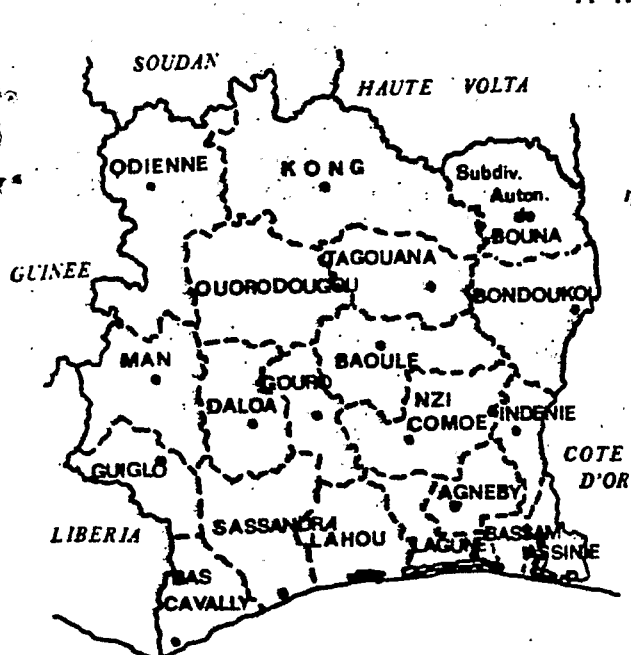 SOUDAN
HAUTE VOLTA
ODIENNE
KONG
Subdiv.
Auton.
de
BOUNA
GUINEE
TAGOUANA
OUORODOUGOU
BONDOUKOU
MAN
BAOULE
GOURO
DALOA
NZI
COMOE
INDENIE
GUIGLO
COTE
D'OR
AGNEBY
LIBERIA
SASSANDRA
LAHOU
LAGUNE
BASSAM
ASSINIE
BAS
CAVALLY